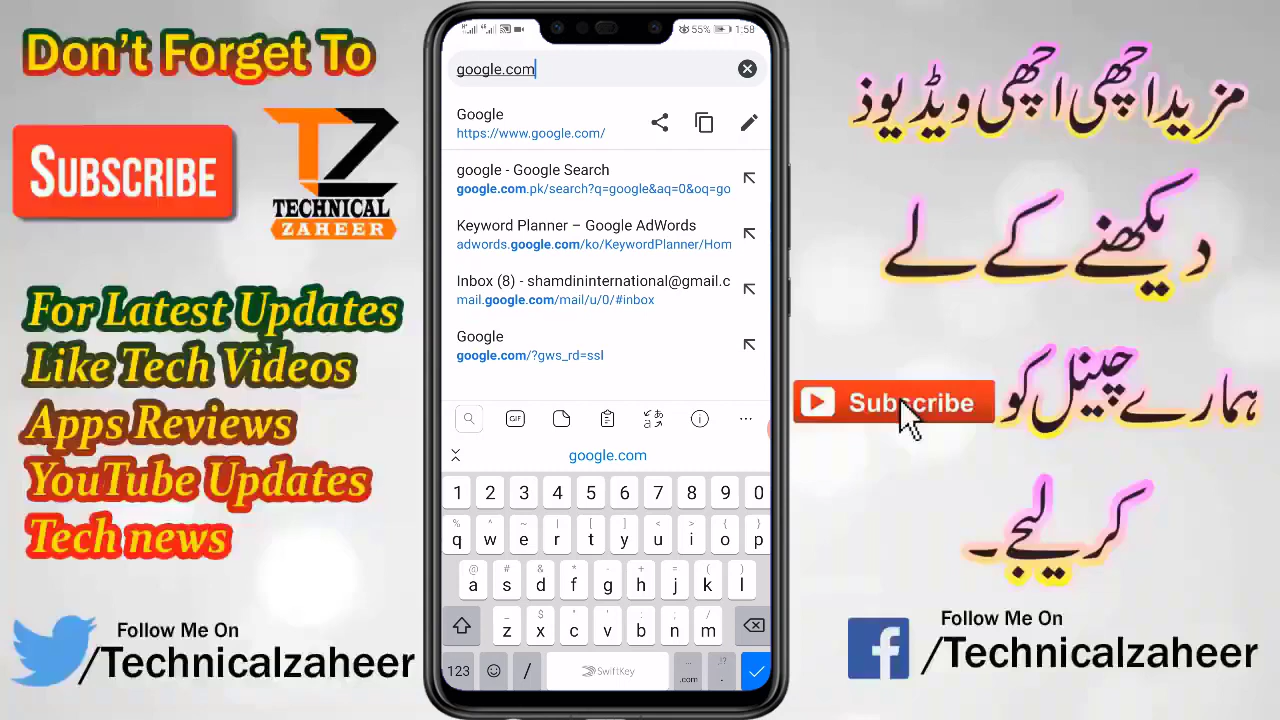 Don't Forget To
SUBSCRIBE
TZ
TECHNICAL
ZAHEER
For Latest Updates
Like Tech Videos
Apps Reviews
YouTube Updates
Tech news
Follow Me On
/Technicalzaheer
55% 1:58
google.com
Google
https://www.google.com/
google - Google Search
google.com.pk/search?q=google&aq=0&oq=go
Keyword Planner – Google AdWords
adwords.google.com/ko/KeywordPlanner/Hom
Inbox (8) - shamdininternational@gmail.c
mail.google.com/mail/u/0/#inbox
Google
google.com/?gws_rd=ssl
GIF
google.com
1 2 3 4 5 6 7 8 9 0
% ^ ~ | [ ] < > { }
q w e r t y u i o p
@ # & * - + = ( )
a s d f g h j k l
z x c v b n m
123 / SwiftKey .com .
مزید اچھی اچھی ویڈیوذ
دیکھنے کے لے
ہمارے چینل کو
Subscribe
کر لیجے۔
Follow Me On
/Technicalzaheer